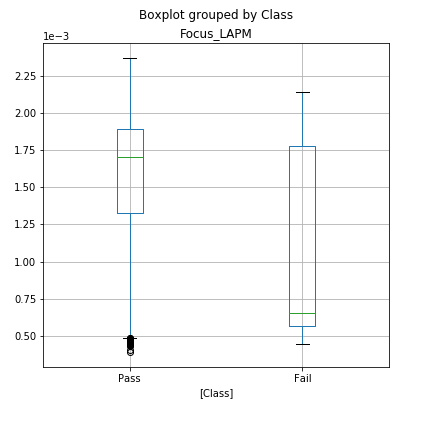 Boxplot grouped by Class
Focus_LAPM
1e−3
2.25
2.00
1.75
1.50
1.25
1.00
0.75
0.50
Pass
Fail
[Class]